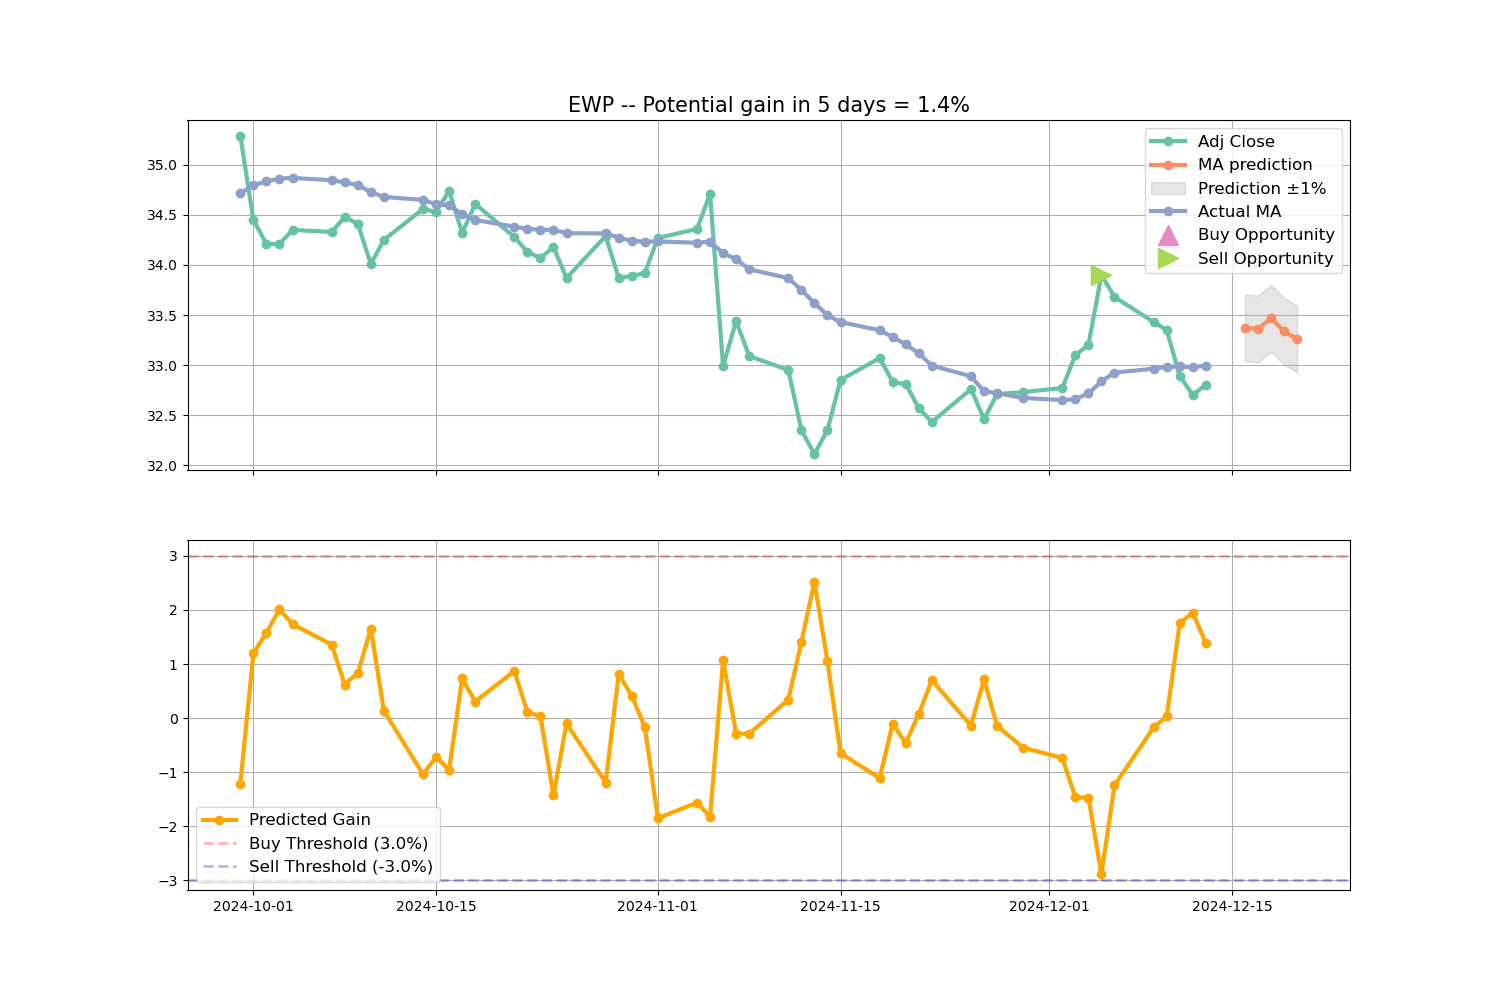 EWP -- Potential gain in 5 days = 1.4%
35.0
34.5
34.0
33.5
33.0
32.5
32.0
Adj Close
MA prediction
Prediction ±1%
Actual MA
Buy Opportunity
Sell Opportunity
3
2
1
0
−1
−2
−3
Predicted Gain
Buy Threshold (3.0%)
Sell Threshold (-3.0%)
2024-10-01
2024-10-15
2024-11-01
2024-11-15
2024-12-01
2024-12-15